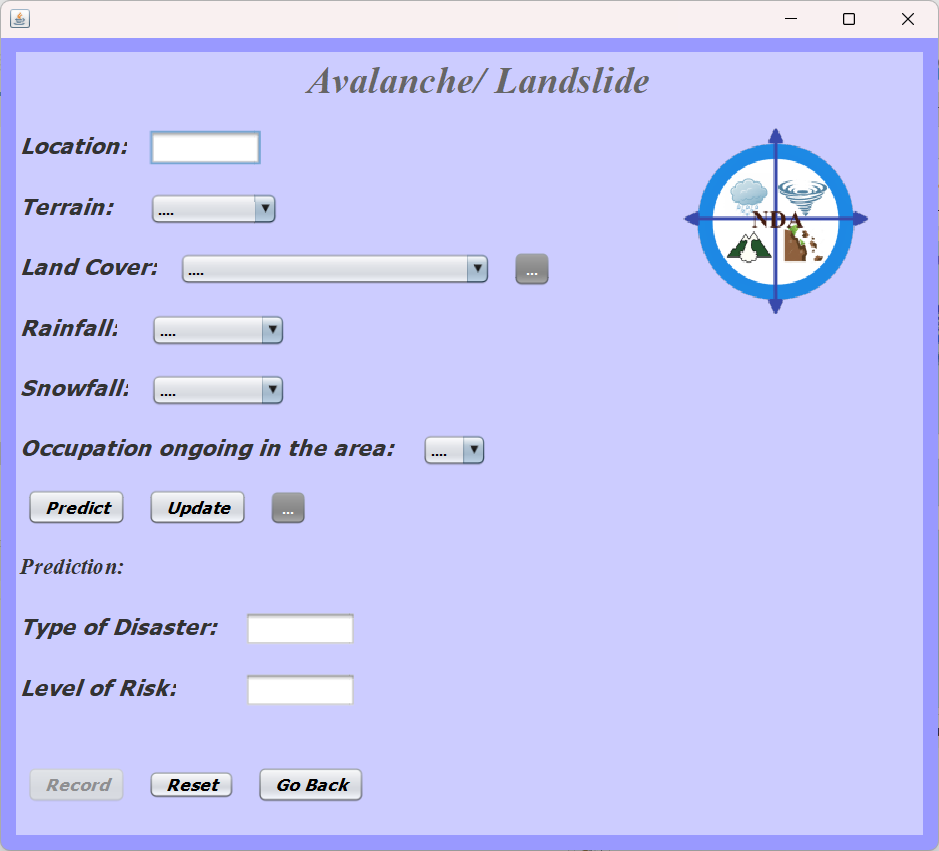 Avalanche/ Landslide
Location:
Terrain: ....
NDA
Land Cover: .... ...
Rainfall: ....
Snowfall: ....
Occupation ongoing in the area: ....
Predict Update ...
Prediction:
Type of Disaster:
Level of Risk:
Record Reset Go Back